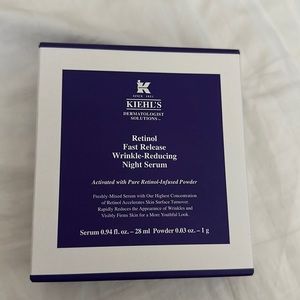 K
SINCE 1851
KIEHL'S
DERMATOLOGIST
SOLUTIONS™
Retinol
Fast Release
Wrinkle-Reducing
Night Serum
Activated with Pure Retinol-Infused Powder
Freshly-Mixed Serum with Our Highest Concentration
of Retinol Accelerates Skin Surface Turnover.
Rapidly Reduces the Appearance of Wrinkles and
Visibly Firms Skin for a More Youthful Look.
Serum 0.94 fl. oz. – 28 ml Powder 0.03 oz. – 1 g